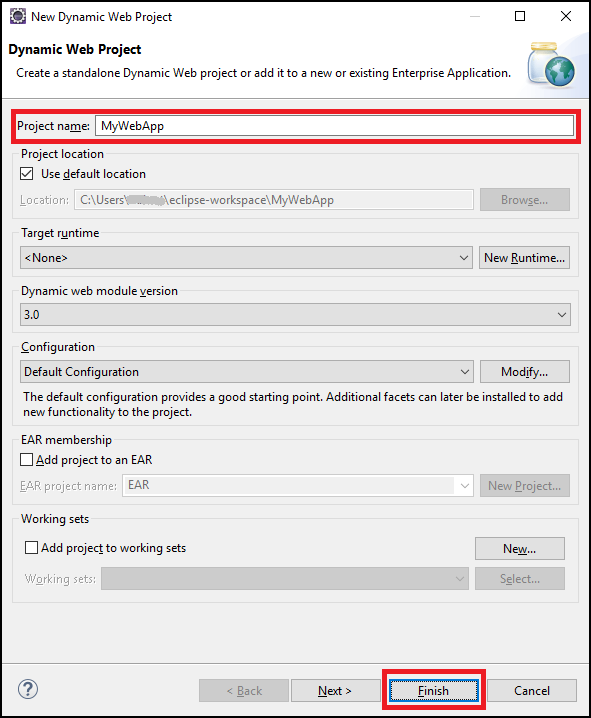 New Dynamic Web Project
Dynamic Web Project
Create a standalone Dynamic Web project or add it to a new or existing Enterprise Application.
Project name: MyWebApp
Project location
Use default location
Location: C:\Users\ \eclipse-workspace\MyWebApp Browse...
Target runtime
<None> New Runtime...
Dynamic web module version
3.0
Configuration
Default Configuration Modify...
The default configuration provides a good starting point. Additional facets can later be installed to add
new functionality to the project.
EAR membership
Add project to an EAR
EAR project name: EAR New Project...
Working sets
Add project to working sets New...
Working sets: Select...
? < Back Next > Finish Cancel